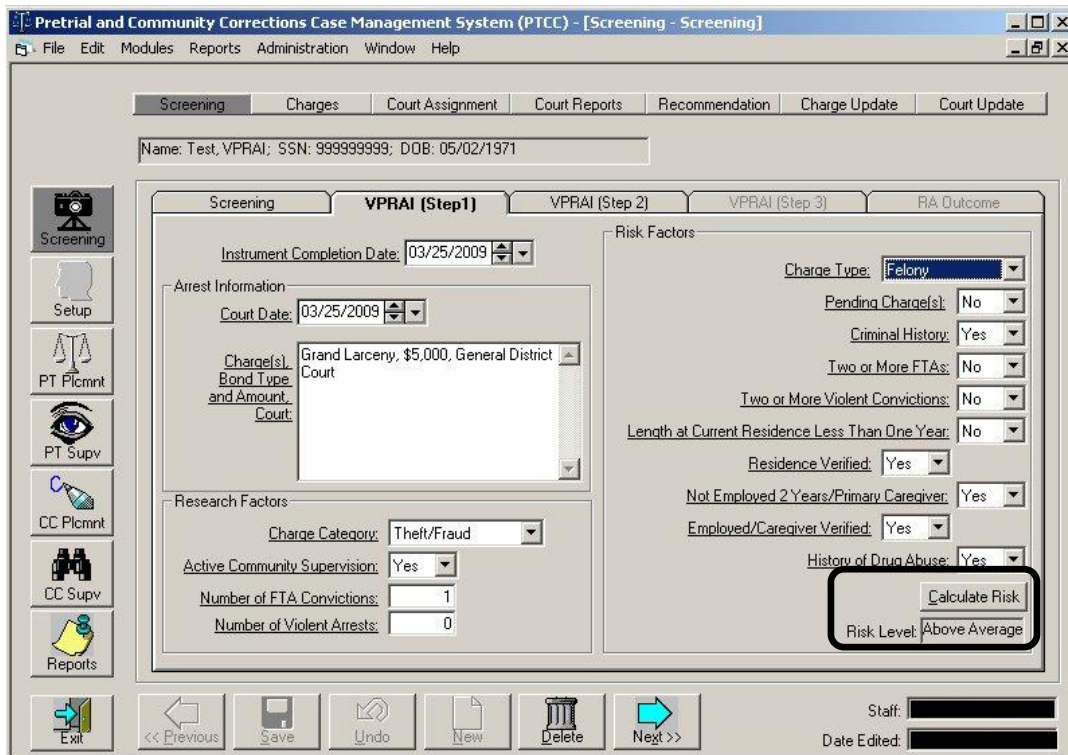 Pretrial and Community Corrections Case Management System (PTCC) - [Screening - Screening]
File Edit Modules Reports Administration Window Help
Screening Charges Court Assignment Court Reports Recommendation Charge Update Court Update
Name: Test, VPRAI; SSN: 999999999; DOB: 05/02/1971
Screening
Setup
PT Plcmnt
PT Supv
CC Plcmnt
CC Supv
Reports
Exit
Screening VPRAI (Step1) VPRAI (Step 2) VPRAI (Step 3) RA Outcome
Instrument Completion Date: 03/25/2009
Arrest Information
Court Date: 03/25/2009
Charge(s),
Bond Type
and Amount,
Court:
Grand Larceny, $5,000, General District
Court
Research Factors
Charge Category: Theft/Fraud
Active Community Supervision: Yes
Number of FTA Convictions: 1
Number of Violent Arrests: 0
Risk Factors
Charge Type: Felony
Pending Charge(s): No
Criminal History: Yes
Two or More FTAs: No
Two or More Violent Convictions: No
Length at Current Residence Less Than One Year: No
Residence Verified: Yes
Not Employed 2 Years/Primary Caregiver: Yes
Employed/Caregiver Verified: Yes
History of Drug Abuse: Yes
Calculate Risk
Risk Level: Above Average
<< Previous Save Undo New Delete Next >>
Staff:
Date Edited: